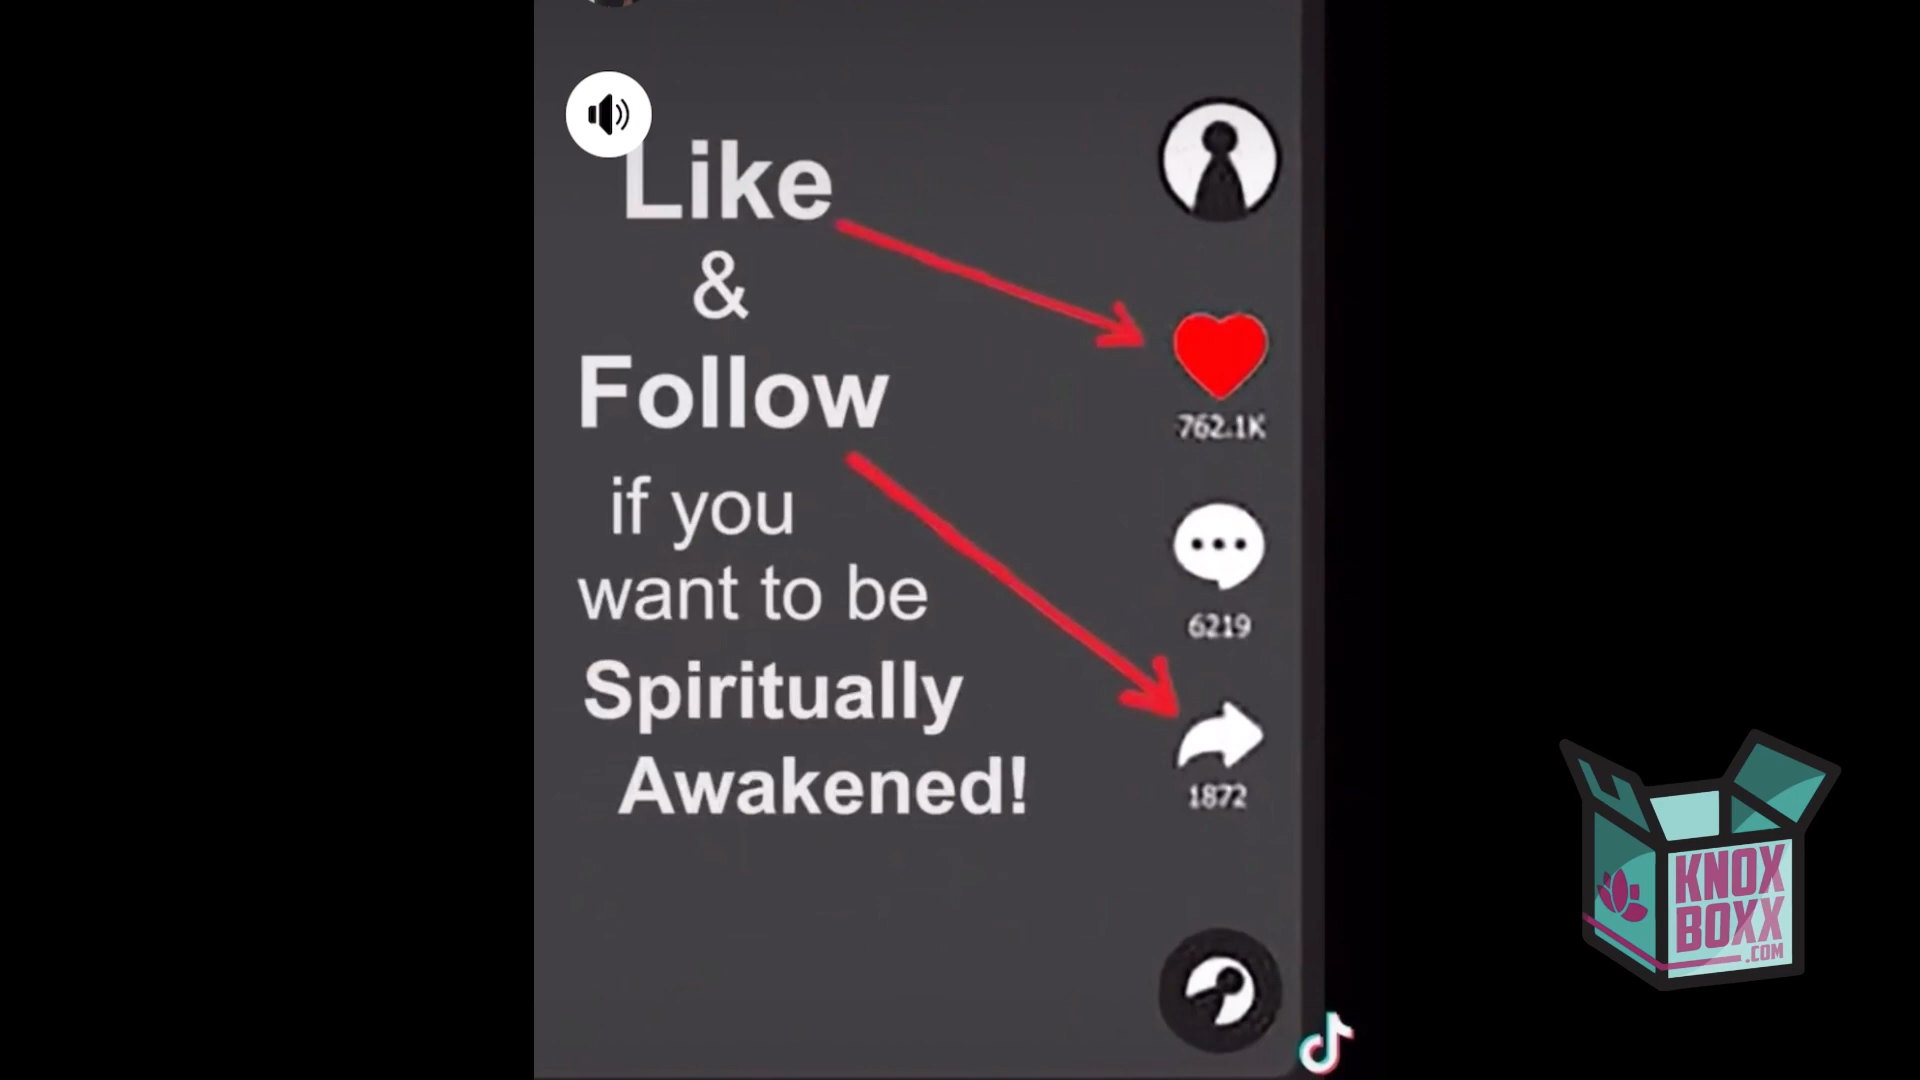 Like
&
Follow
if you
want to be
Spiritually
Awakened!
762.1K
6219
1872
KNOX
BOXX
.COM